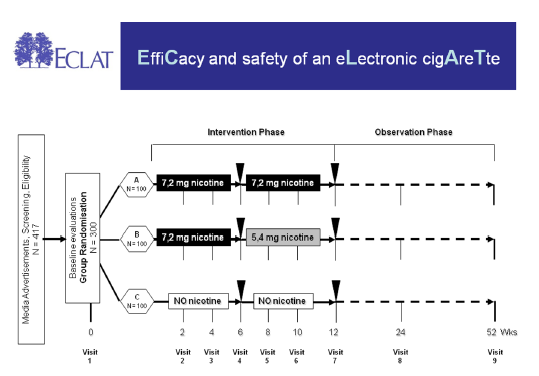 ECLAT
EffiCacy and safety of an eLectronic cigAreTte
Intervention Phase
Observation Phase
Media Advertisements, Screening, Eligibility
N = 417
Baseline evaluations
Group Randomisation
N = 300
A
N = 100
7,2 mg nicotine
7,2 mg nicotine
B
N = 100
7,2 mg nicotine
5,4 mg nicotine
C
N = 100
NO nicotine
NO nicotine
0 2 4 6 8 10 12 24 52 Wks
Visit Visit Visit Visit Visit Visit Visit Visit Visit
1 2 3 4 5 6 7 8 9